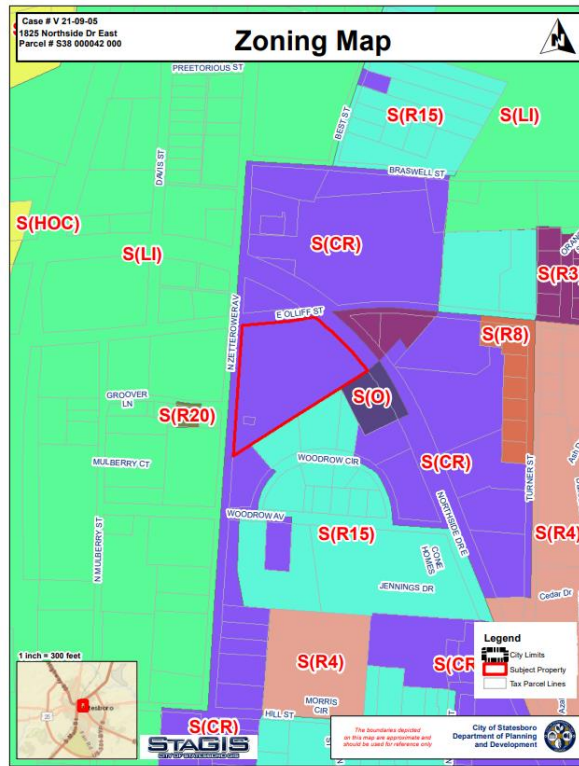 Case # V 21-09-05
1825 Northside Dr East
Parcel # S38 000042 000
Zoning Map
N
PREETORIOUS ST
BEST ST
S(R15)
S(LI)
DAVIS ST
BRASWELL ST
S(HOC)
S(LI)
S(CR)
S(R3
N ZETTEROWER AV
E OLLIFF ST
S(R8)
GROOVER
LN
S(R20)
S(O)
MULBERRY CT
WOODROW CIR
S(CR)
TURNER ST
Ash D
WOODROW AV
NORTHSIDE DR E
N MULBERRY ST
S(R15)
CONE
HOMES
S(R4)
JENNINGS DR
Cedar Dr
1 inch = 300 feet
Legend
City Limits
Subject Property
Tax Parcel Lines
S(R4)
S(CR
MORRIS
CIR
HILL ST
S(CR)
STAGIS
CITY OF STATESBORO GIS
The boundaries depicted
on this map are approximate and
should be used for reference only
City of Statesboro
Department of Planning
and Development